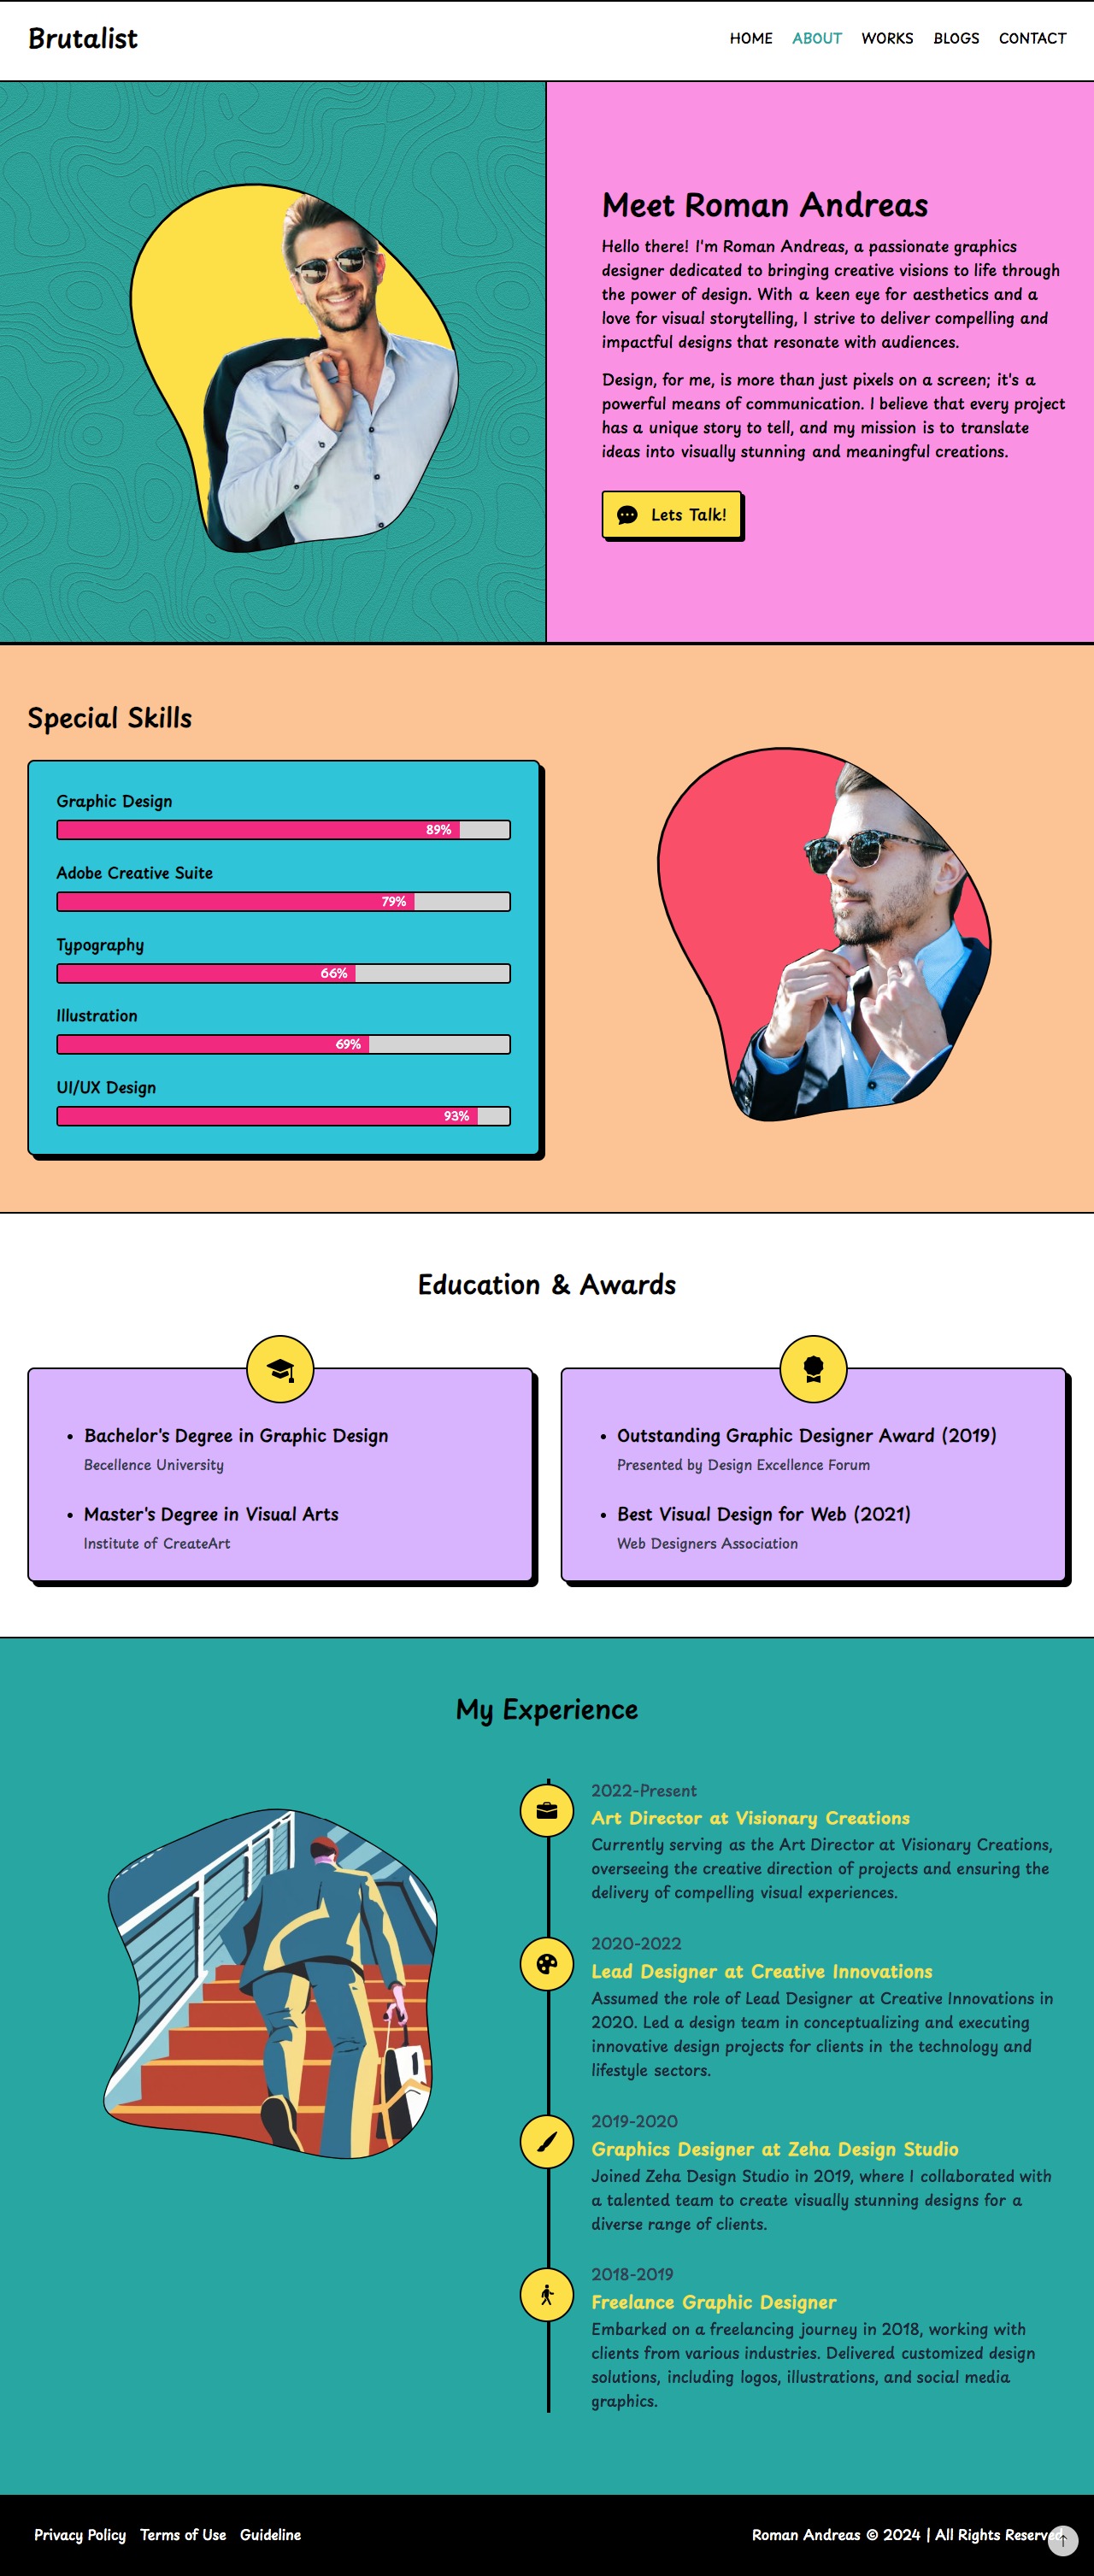 Brutalist
HOME ABOUT WORKS BLOGS CONTACT
Meet Roman Andreas
Hello there! I'm Roman Andreas, a passionate graphics
designer dedicated to bringing creative visions to life through
the power of design. With a keen eye for aesthetics and a
love for visual storytelling, I strive to deliver compelling and
impactful designs that resonate with audiences.
Design, for me, is more than just pixels on a screen; it's a
powerful means of communication. I believe that every project
has a unique story to tell, and my mission is to translate
ideas into visually stunning and meaningful creations.
Lets Talk!
Special Skills
Graphic Design
89%
Adobe Creative Suite
79%
Typography
66%
Illustration
69%
UI/UX Design
93%
Education & Awards
• Bachelor's Degree in Graphic Design
Becellence University
• Master's Degree in Visual Arts
Institute of CreateArt
• Outstanding Graphic Designer Award (2019)
Presented by Design Excellence Forum
• Best Visual Design for Web (2021)
Web Designers Association
My Experience
2022-Present
Art Director at Visionary Creations
Currently serving as the Art Director at Visionary Creations,
overseeing the creative direction of projects and ensuring the
delivery of compelling visual experiences.
2020-2022
Lead Designer at Creative Innovations
Assumed the role of Lead Designer at Creative Innovations in
2020. Led a design team in conceptualizing and executing
innovative design projects for clients in the technology and
lifestyle sectors.
2019-2020
Graphics Designer at Zeha Design Studio
Joined Zeha Design Studio in 2019, where I collaborated with
a talented team to create visually stunning designs for a
diverse range of clients.
2018-2019
Freelance Graphic Designer
Embarked on a freelancing journey in 2018, working with
clients from various industries. Delivered customized design
solutions, including logos, illustrations, and social media
graphics.
Privacy Policy Terms of Use Guideline
Roman Andreas © 2024 | All Rights Reserved